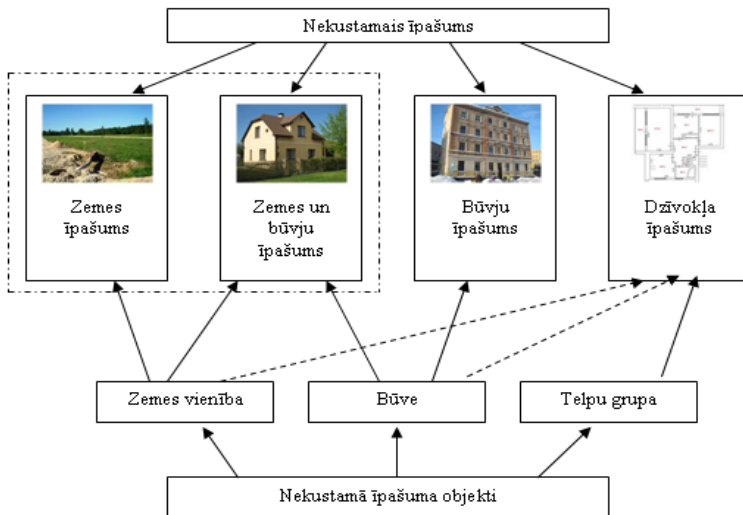 Nekustamais īpašums
Zemes
īpašums
Zemes un
būvju
īpašums
Būvju
īpašums
Dzīvokļa
īpašums
Zemes vienība
Būve
Telpu grupa
Nekustamā īpašuma objekti